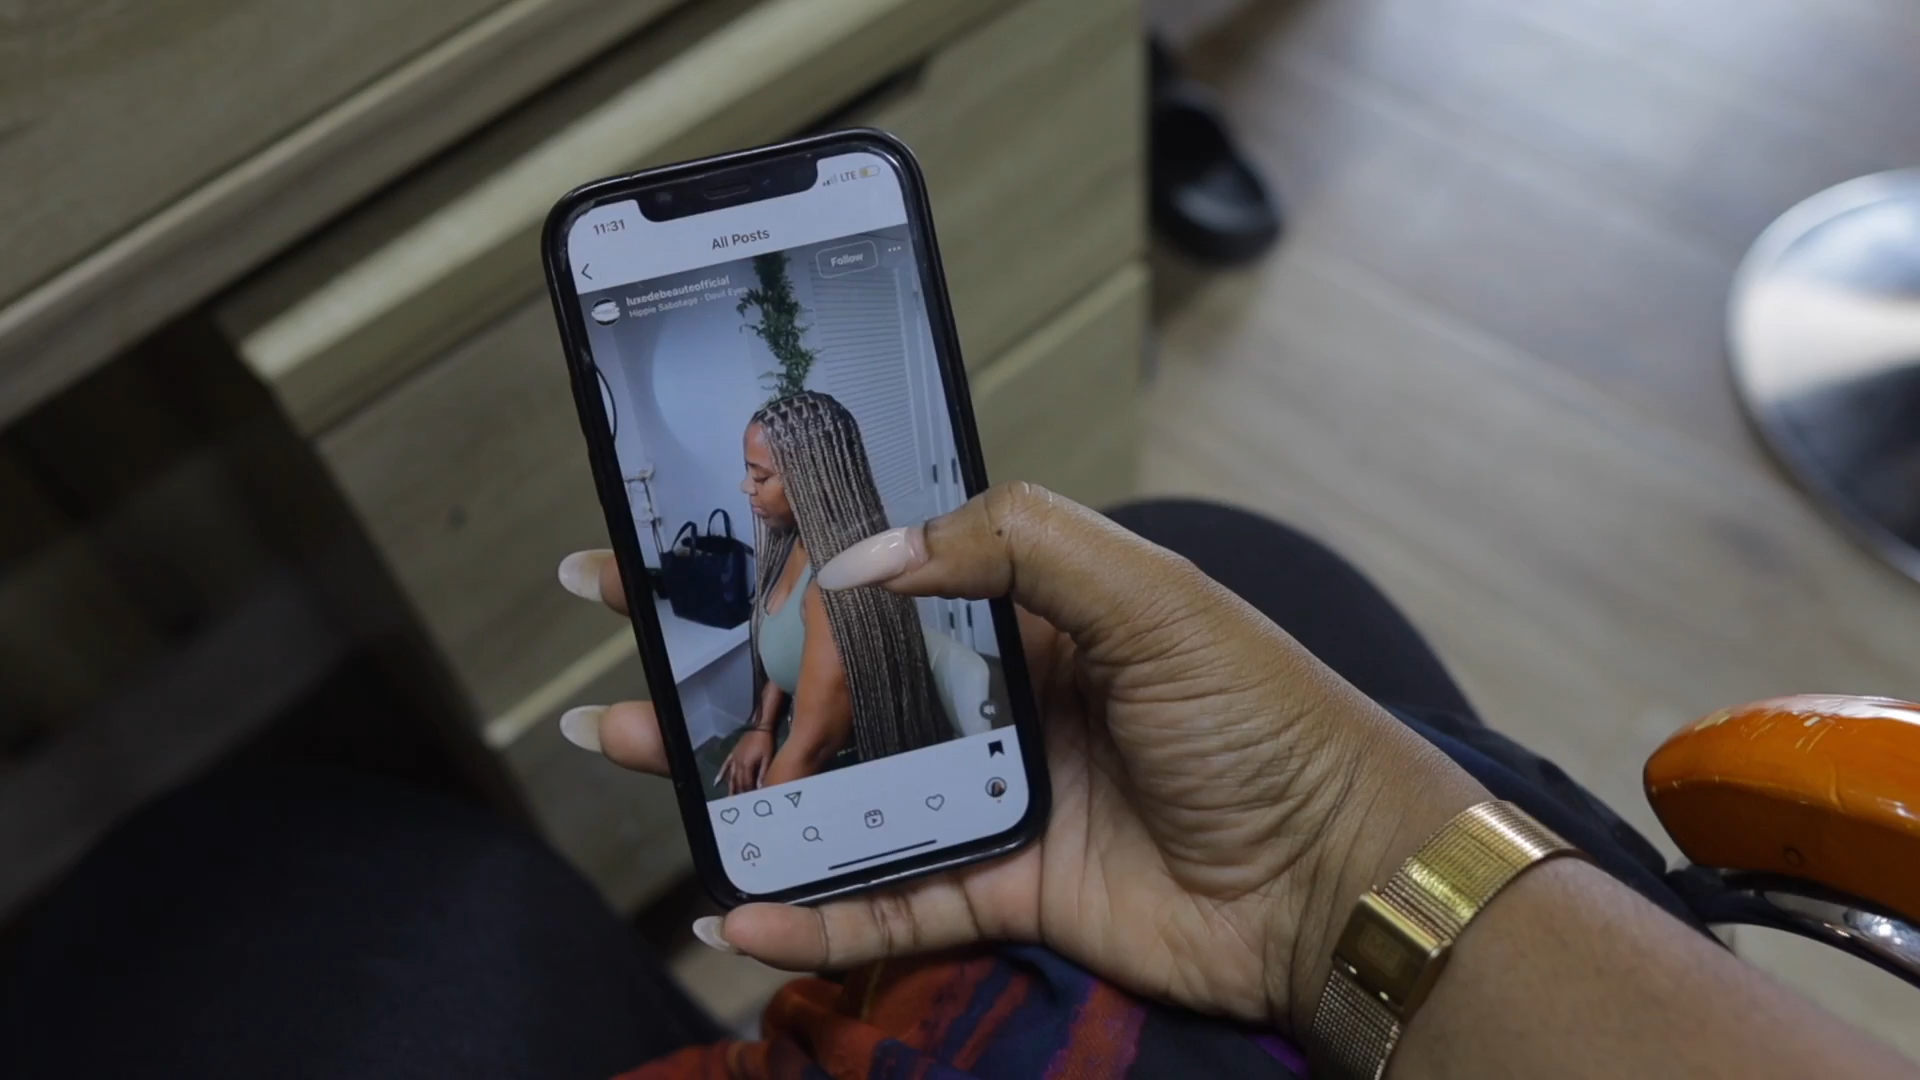 11:31
LTE
All Posts
luxedebeauteofficial
Hippie Sabotage · Devil Eyes
Follow